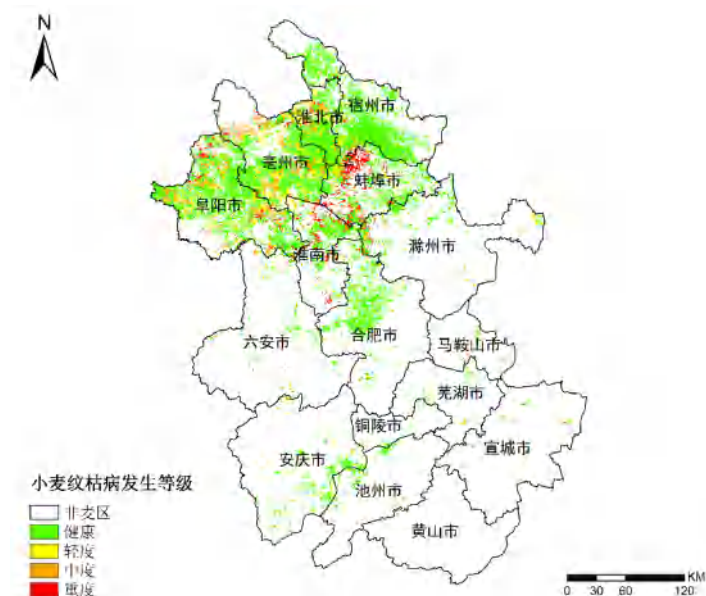 N
宿州市
淮北市
亳州市
蚌埠市
阜阳市
滁州市
淮南市
合肥市
六安市
马鞍山市
芜湖市
铜陵市
宣城市
安庆市
池州市
黄山市
小麦纹枯病发生等级
非麦区
健康
轻度
中度
重度
KM
0 30 60 120